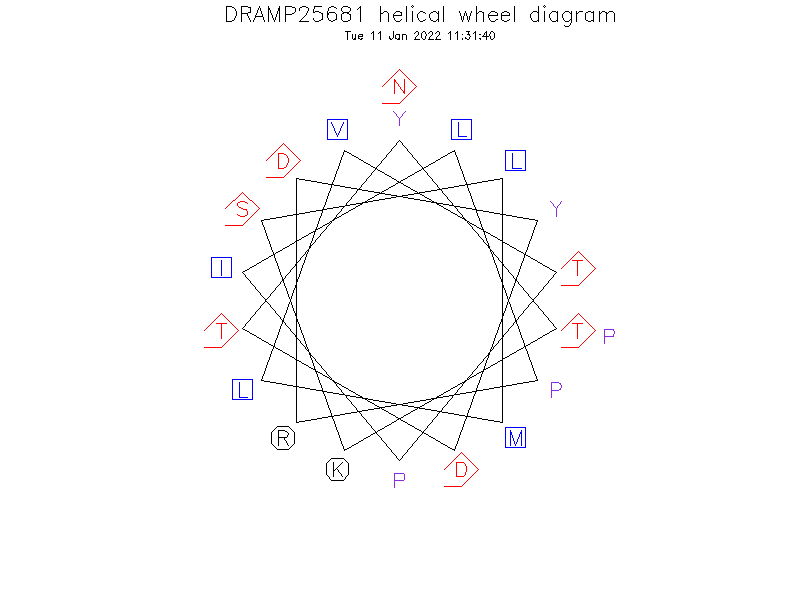 DRAMP25681 helical wheel diagram
Tue 11 Jan 2022 11:31:40
N
V Y L
D L
S Y
I T
T T P
L P
R M
K P D